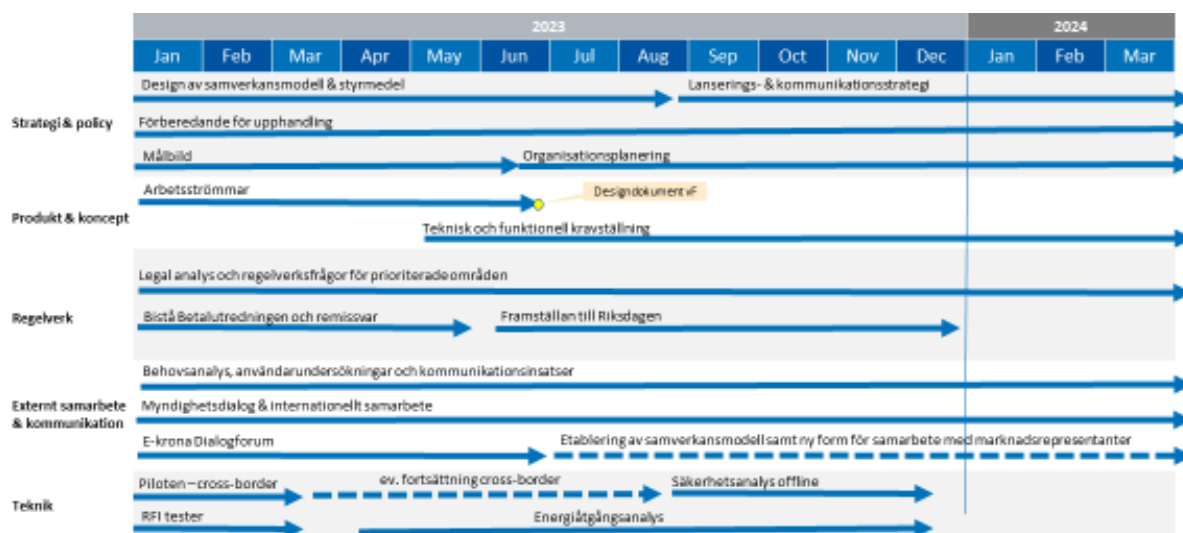 2023
2024
Jan Feb Mar Apr May Jun Jul Aug Sep Oct Nov Dec Jan Feb Mar
Strategi & policy
Design av samverkansmodell & styrmedel
Lanserings- & kommunikationsstrategi
Förberedande för upphandling
Målbild
Organisationsplanering
Produkt & koncept
Arbetsströmmar
Designdokument vF
Teknisk och funktionell kravställning
Regelverk
Legal analys och regelverksfrågor för prioriterade områden
Bistå Betalutredningen och remissvar
Framställan till Riksdagen
Externt samarbete
& kommunikation
Behovsanalys, användarundersökningar och kommunikationsinsatser
Myndighetsdialog & internationellt samarbete
E-krona Dialogforum
Etablering av samverkansmodell samt ny form för samarbete med marknadsrepresentanter
Teknik
Piloten – cross-border
ev. fortsättning cross-border
Säkerhetsanalys offline
RFI tester
Energiåtgångsanalys